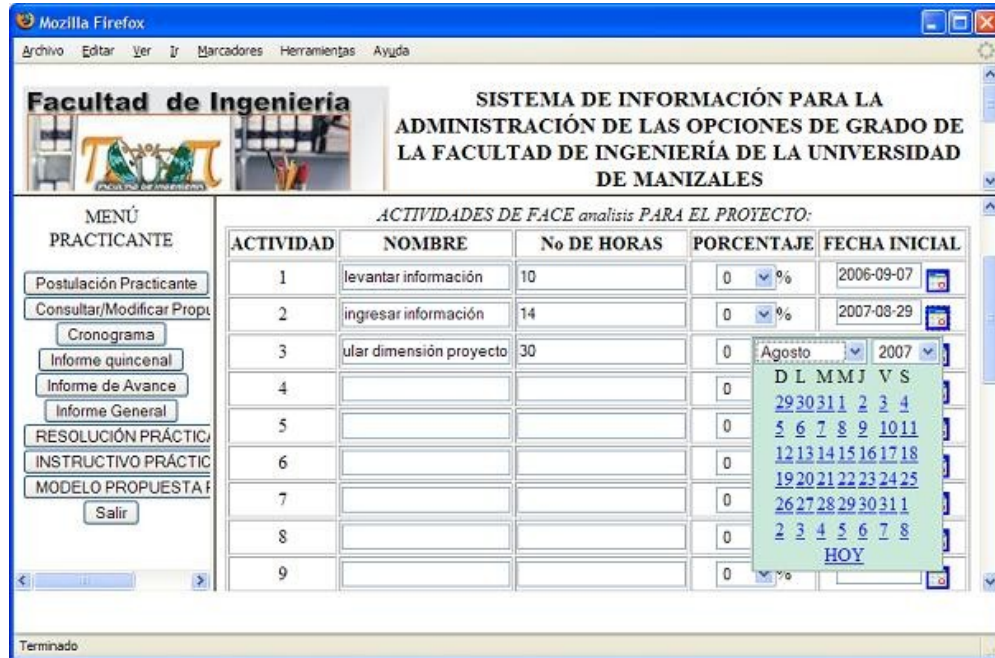 Mozilla Firefox
Archivo Editar Ver Ir Marcadores Herramientas Ayuda
Facultad de Ingeniería
FACULTAD DE INGENIERIA
SISTEMA DE INFORMACIÓN PARA LA
ADMINISTRACIÓN DE LAS OPCIONES DE GRADO DE
LA FACULTAD DE INGENIERÍA DE LA UNIVERSIDAD
DE MANIZALES
MENÚ
PRACTICANTE
Postulación Practicante
Consultar/Modificar Propu
Cronograma
Informe quincenal
Informe de Avance
Informe General
RESOLUCIÓN PRÁCTICA
INSTRUCTIVO PRÁCTIC
MODELO PROPUESTA F
Salir
ACTIVIDADES DE FACE analisis PARA EL PROYECTO:
ACTIVIDAD NOMBRE No DE HORAS PORCENTAJE FECHA INICIAL
1 levantar información 10 0 % 2006-09-07
2 ingresar información 14 0 % 2007-08-29
3 ular dimensión proyecto 30 0
4 0
5 0
6 0
7 0
8 0
9 0 %
Agosto 2007
D L M M J V S
29 30 31 1 2 3 4
5 6 7 8 9 10 11
12 13 14 15 16 17 18
19 20 21 22 23 24 25
26 27 28 29 30 31 1
2 3 4 5 6 7 8
HOY
Terminado